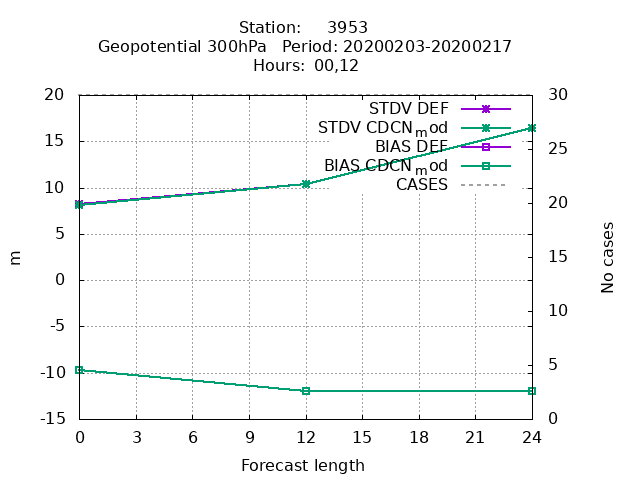 Station: 3953
Geopotential 300hPa Period: 20200203-20200217
Hours: 00,12
20
15
10
5
0
-5
-10
-15
m
30
25
20
15
10
5
0
No cases
STDV DEF
STDV CDCN_mod
BIAS DEF
BIAS CDCN_mod
CASES
0 3 6 9 12 15 18 21 24
Forecast length